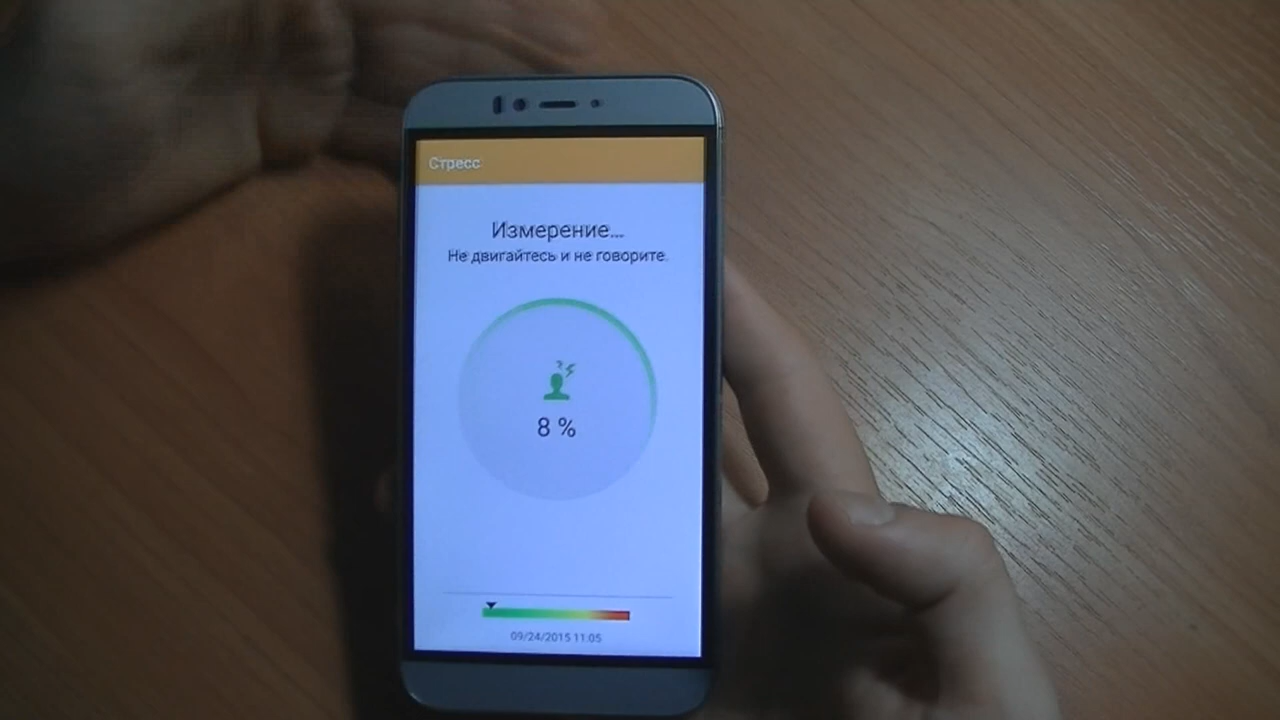 Стресс
Измерение...
Не двигайтесь и не говорите.
8 %
09/24/2015 11:05